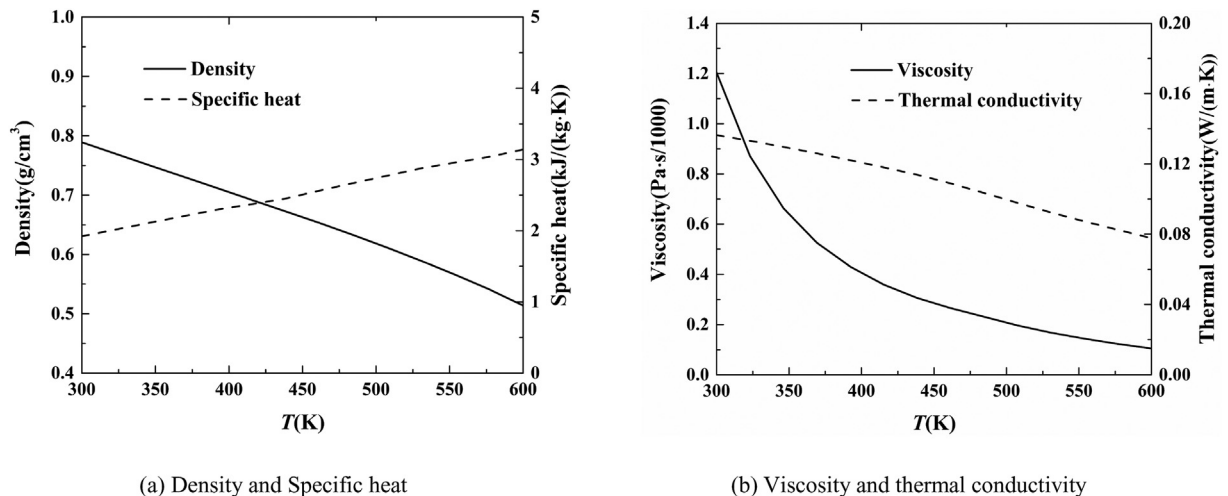 1.0
0.9
0.8
0.7
0.6
0.5
0.4
Density(g/cm³)
Density
Specific heat
5
4
3
2
1
0
Specific heat(kJ/(kg·K))
300 350 400 450 500 550 600
T(K)
(a) Density and Specific heat
1.4
1.2
1.0
0.8
0.6
0.4
0.2
0.0
Viscosity(Pa·s/1000)
Viscosity
Thermal conductivity
0.20
0.16
0.12
0.08
0.04
0.00
Thermal conductivity(W/(m·K)
300 350 400 450 500 550 600
T(K)
(b) Viscosity and thermal conductivity